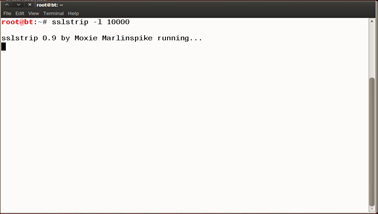 root@bt: ~
File Edit View Terminal Help
root@bt:~# sslstrip -l 10000
sslstrip 0.9 by Moxie Marlinspike running...